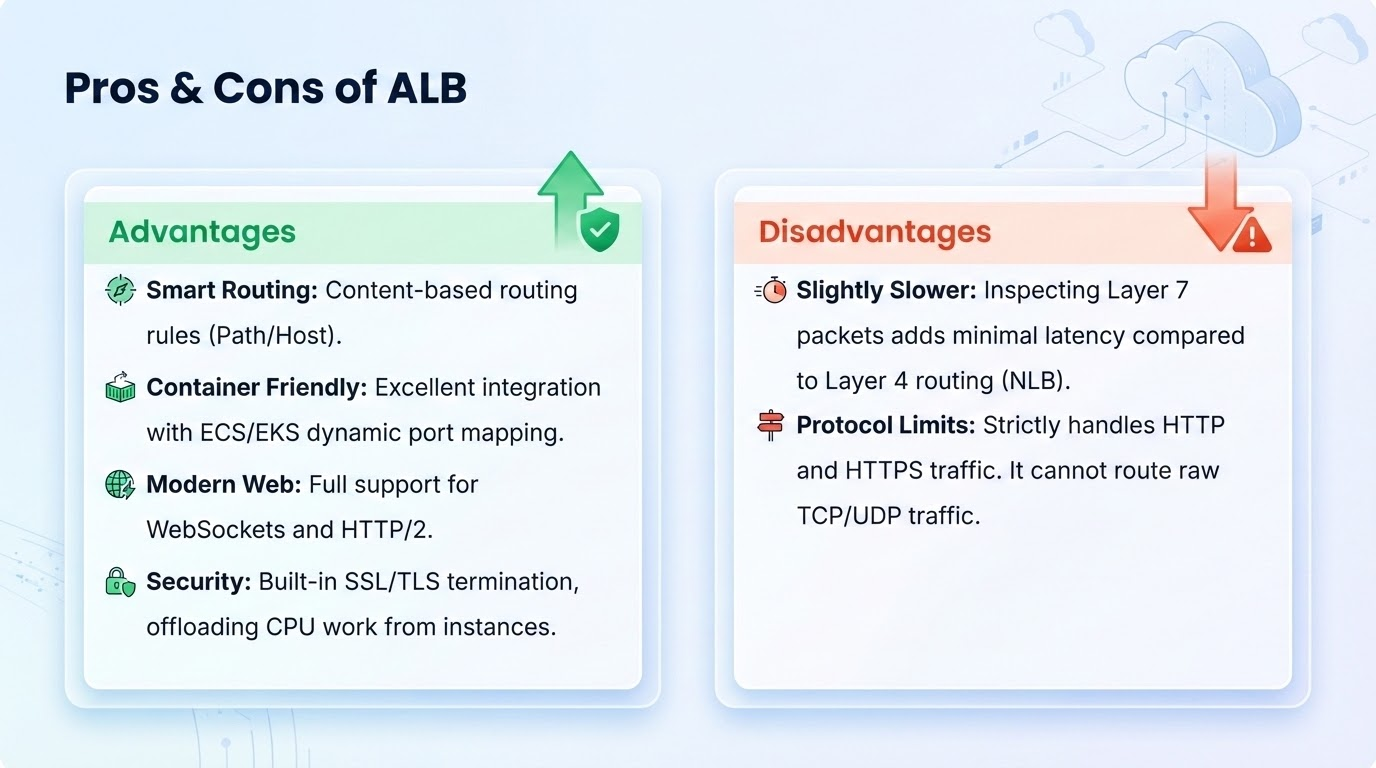 Pros & Cons of ALB
Advantages
Smart Routing: Content-based routing
rules (Path/Host).
Container Friendly: Excellent integration
with ECS/EKS dynamic port mapping.
Modern Web: Full support for
WebSockets and HTTP/2.
Security: Built-in SSL/TLS termination,
offloading CPU work from instances.
Disadvantages
Slightly Slower: Inspecting Layer 7
packets adds minimal latency compared
to Layer 4 routing (NLB).
Protocol Limits: Strictly handles HTTP
and HTTPS traffic. It cannot route raw
TCP/UDP traffic.